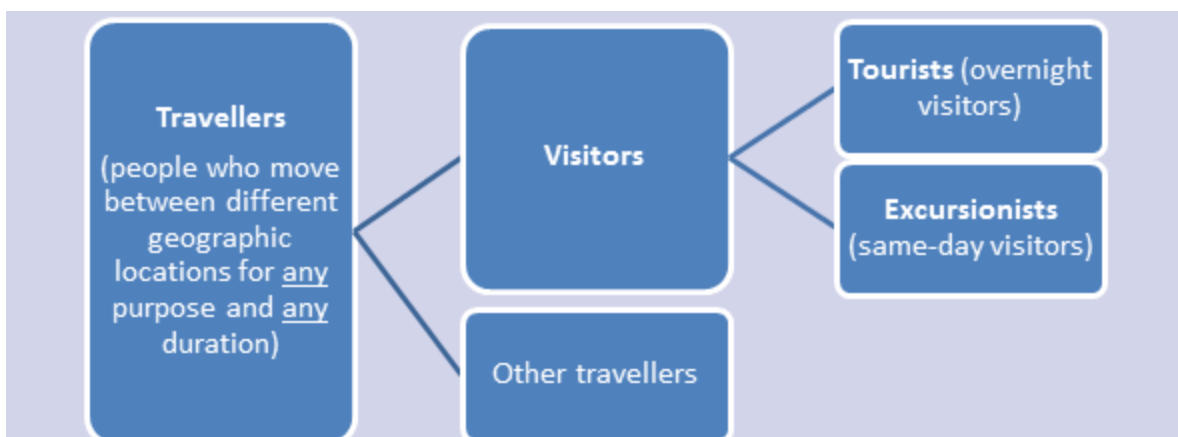 Travellers
(people who move
between different
geographic
locations for any
purpose and any
duration)
Visitors
Other travellers
Tourists (overnight
visitors)
Excursionists
(same-day visitors)